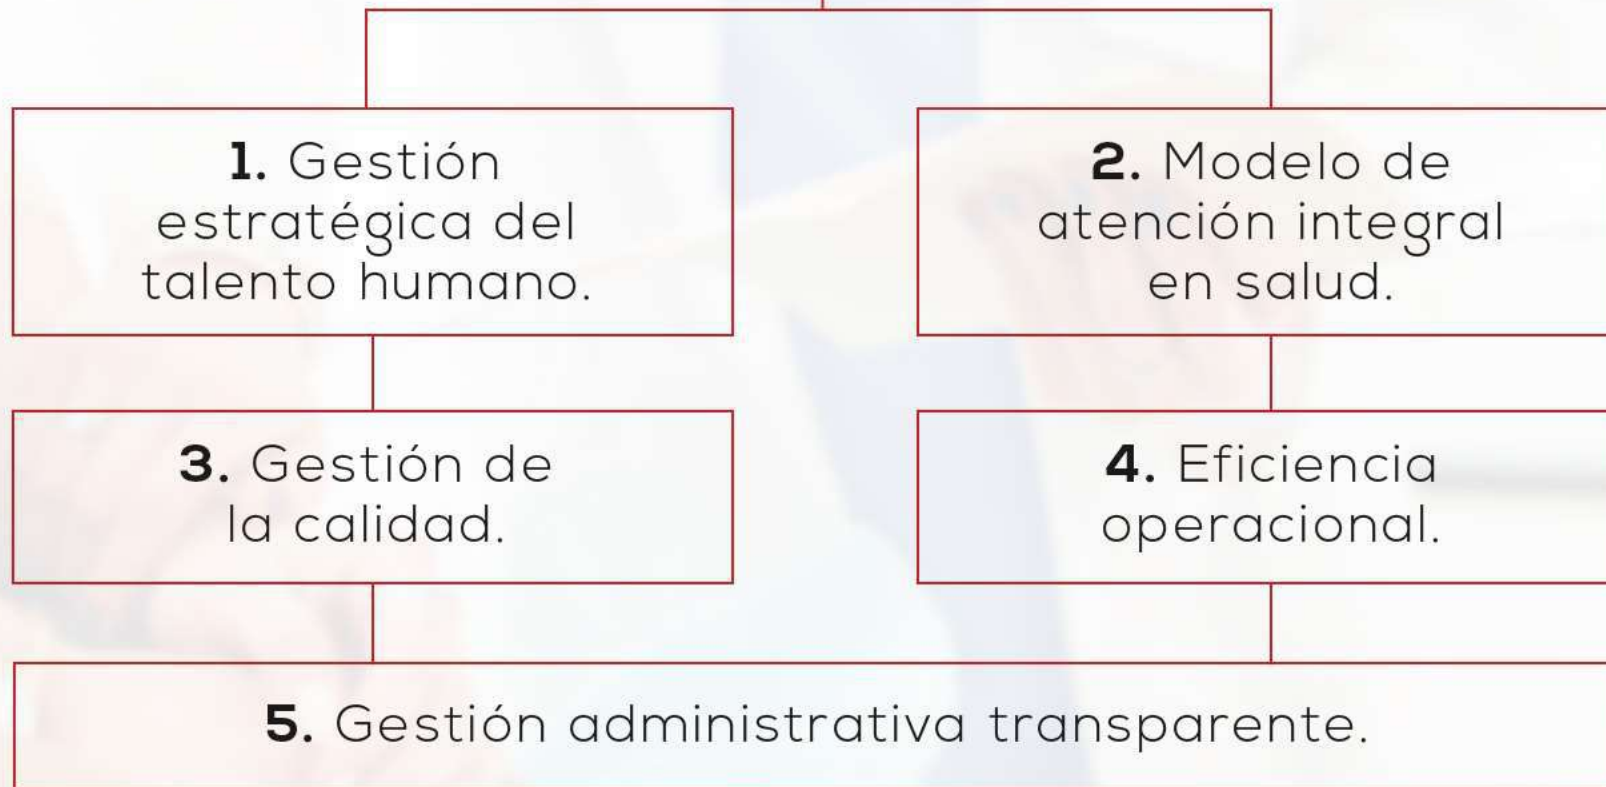 1. Gestión
estratégica del
talento humano.
2. Modelo de
atención integral
en salud.
3. Gestión de
la calidad.
4. Eficiencia
operacional.
5. Gestión administrativa transparente.